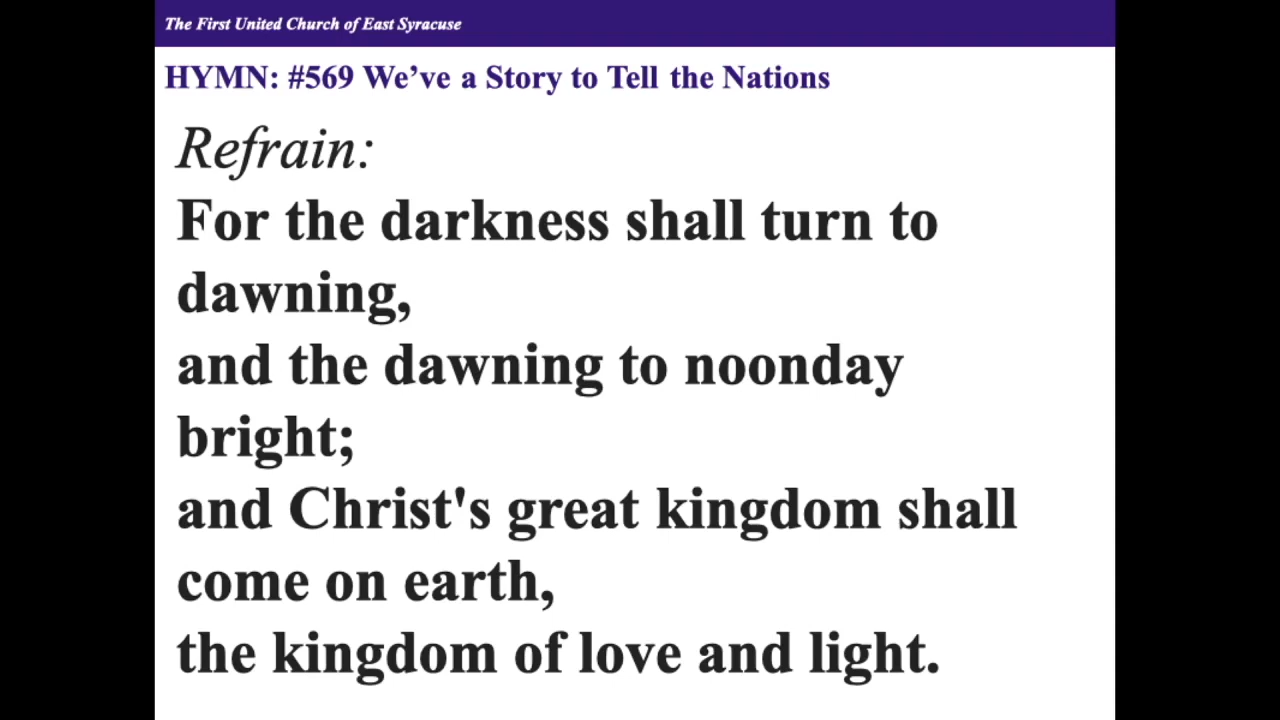 The First United Church of East Syracuse
HYMN: #569 We’ve a Story to Tell the Nations
Refrain:
For the darkness shall turn to
dawning,
and the dawning to noonday
bright;
and Christ's great kingdom shall
come on earth,
the kingdom of love and light.